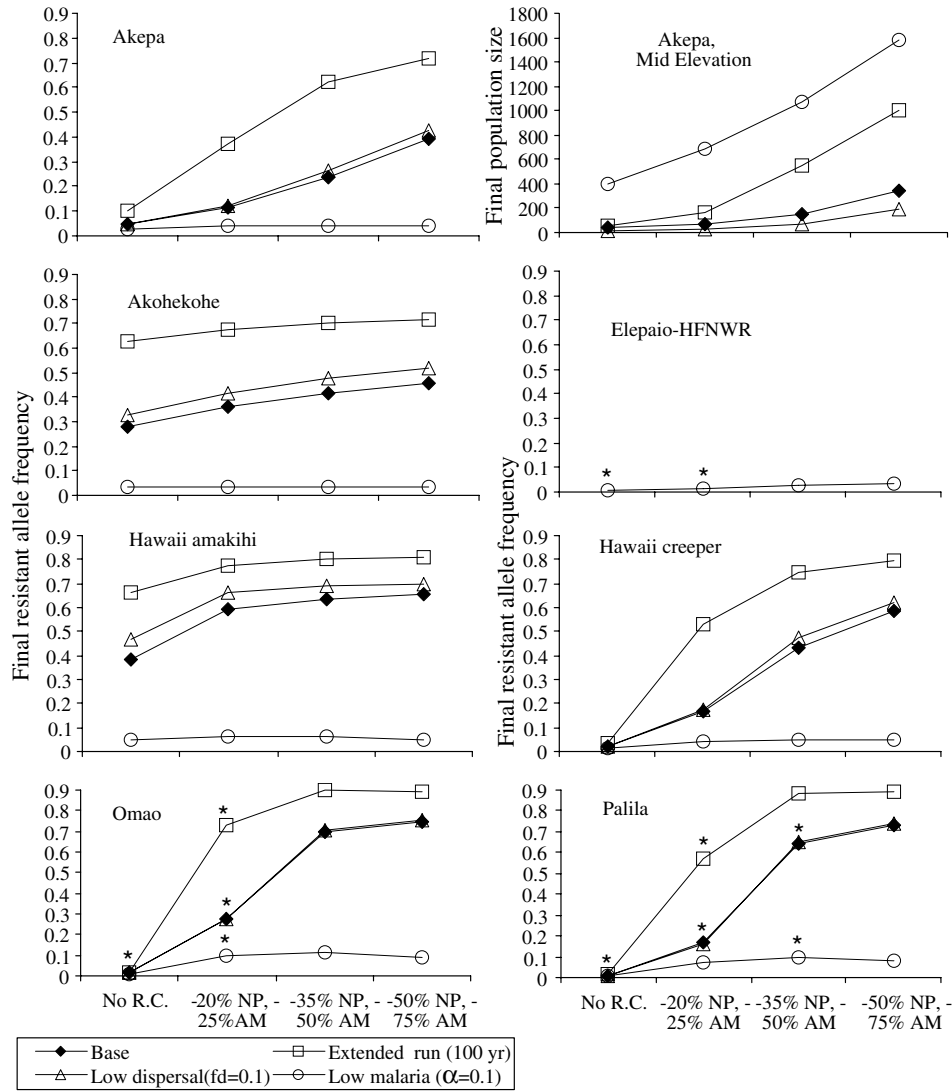 Akepa
0.9
0.8
0.7
0.6
0.5
0.4
0.3
0.2
0.1
0
Akepa,
Mid Elevation
Final population size
1800
1600
1400
1200
1000
800
600
400
200
0
Akohekohe
0.9
0.8
0.7
0.6
0.5
0.4
0.3
0.2
0.1
0
Elepaio-HFNWR
0.9
0.8
0.7
0.6
0.5
0.4
0.3
0.2
0.1
0
* *
Final resistant allele frequency
Final resistant allele frequency
Hawaii amakihi
0.9
0.8
0.7
0.6
0.5
0.4
0.3
0.2
0.1
0
Hawaii creeper
0.9
0.8
0.7
0.6
0.5
0.4
0.3
0.2
0.1
0
Omao
0.9
0.8
0.7
0.6
0.5
0.4
0.3
0.2
0.1
0
* * * *
No R.C.
-20% NP, -
25%AM
-35% NP, -
50% AM
-50% NP, -
75% AM
Palila
0.9
0.8
0.7
0.6
0.5
0.4
0.3
0.2
0.1
0
* * * * *
No R.C.
-20% NP, -
25% AM
-35% NP, -
50% AM
-50% NP, -
75% AM
Base
Extended run (100 yr)
Low dispersal(fd=0.1)
Low malaria (α=0.1)